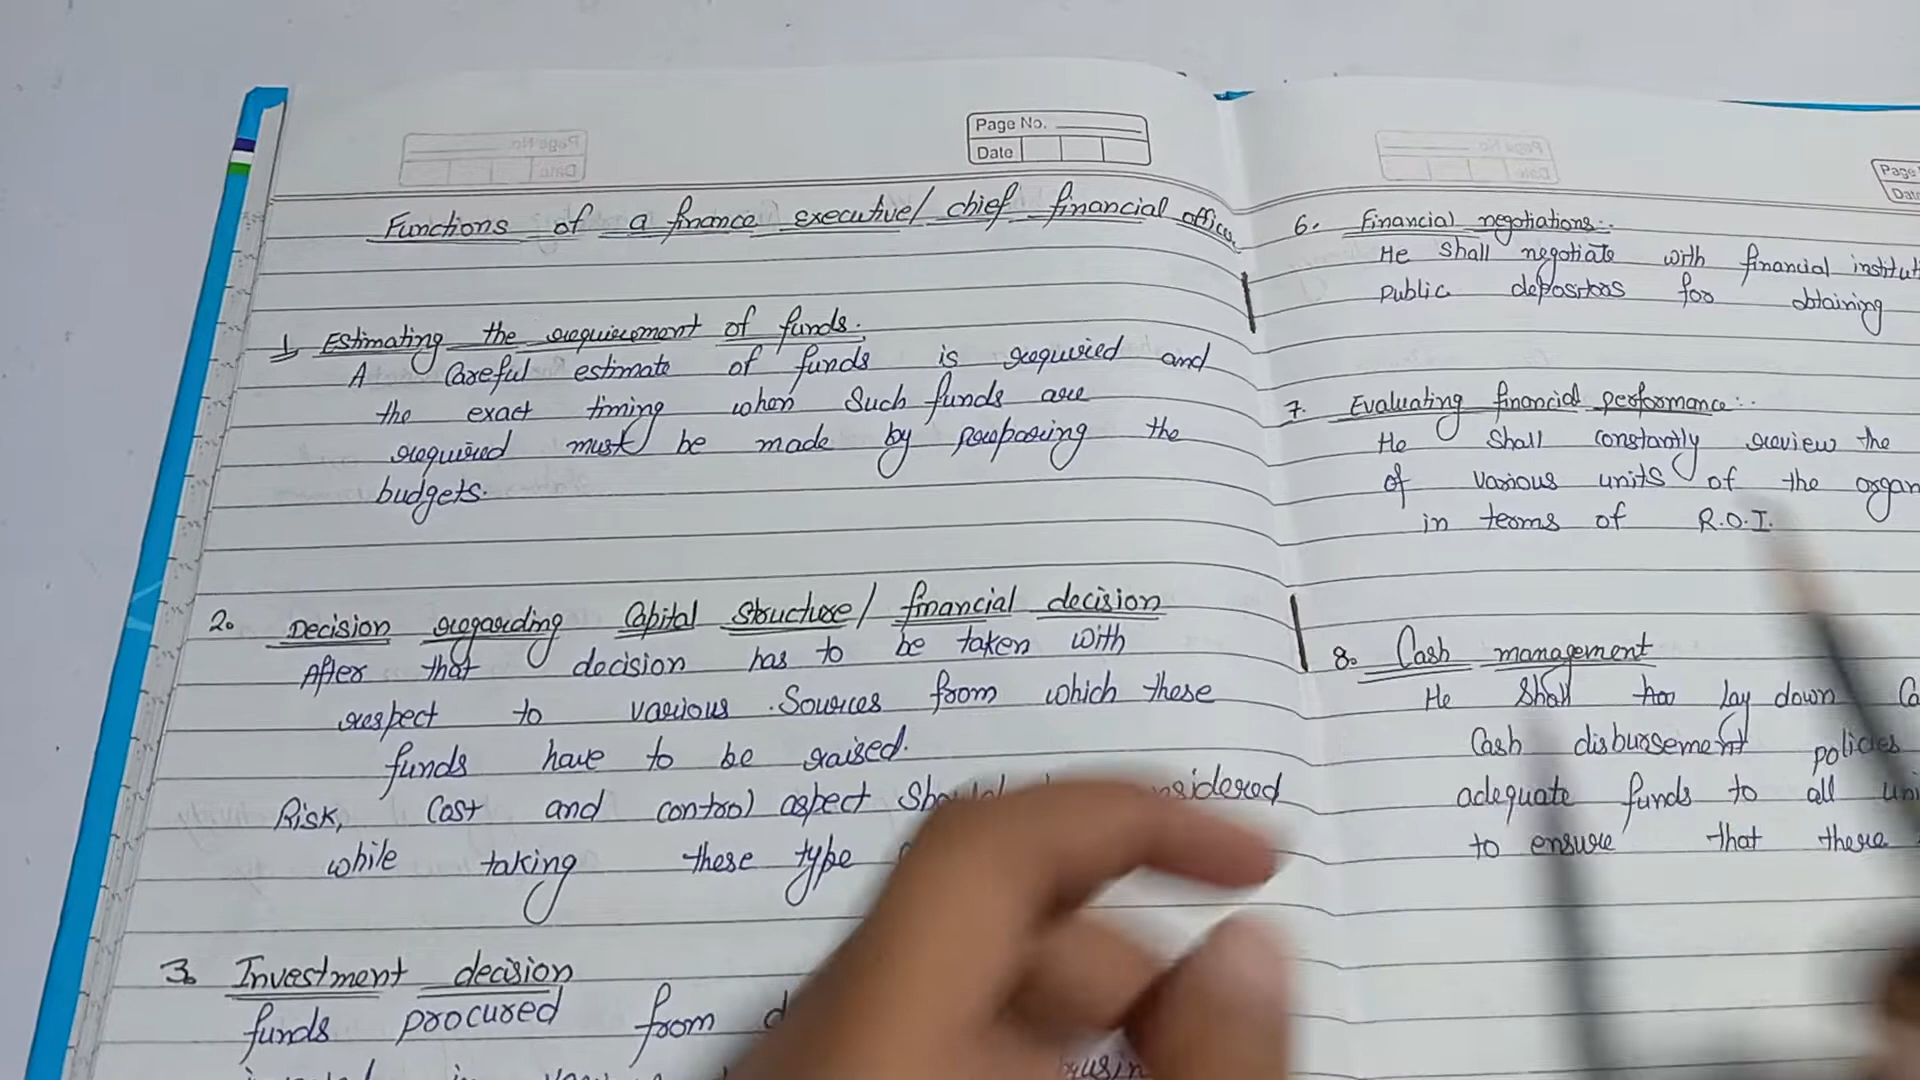 Page No.
Date
Functions of a finance executive/ chief financial officer
1 Estimating the requirement of funds.
A Careful estimate of funds is required and
the exact timing when Such funds are
required must be made by preparing the
budgets.
2. Decision regarding Capital Structure/ financial decision
After that decision has to be taken with
respect to various Sources from which these
funds have to be raised.
Risk, Cost and control aspect
while taking these type
3. Investment decision
funds procured from
in
Page
6. Financial negotiations:-
He shall negotiate with financial
Public depositors for obtaining
7. Evaluating financial performance:-
He shall constantly review the
of various units of the
in terms of R.O.I.
8. Cash management
He shall lay down
Cash disbursement policies
adequate funds to all
to ensure that there